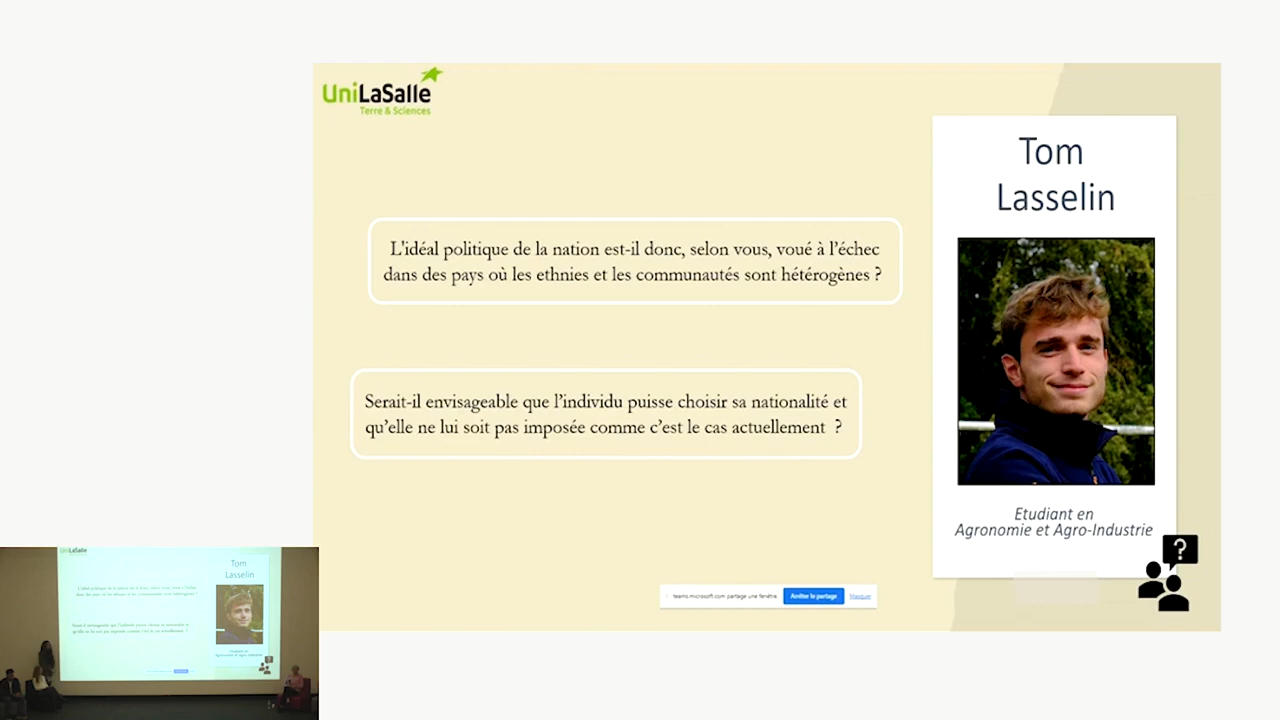 UniLaSalle
Terre & Sciences
Tom
Lasselin
L'idéal politique de la nation est-il donc, selon vous, voué à l'échec
dans des pays où les ethnies et les communautés sont hétérogènes ?
Serait-il envisageable que l'individu puisse choisir sa nationalité et
qu'elle ne lui soit pas imposée comme c'est le cas actuellement ?
Etudiant en
Agronomie et Agro-Industrie
?
teams.microsoft.com partage une fenêtre.
Arrêter le partage
Masquer
UniLaSalle
Tom
Lasselin